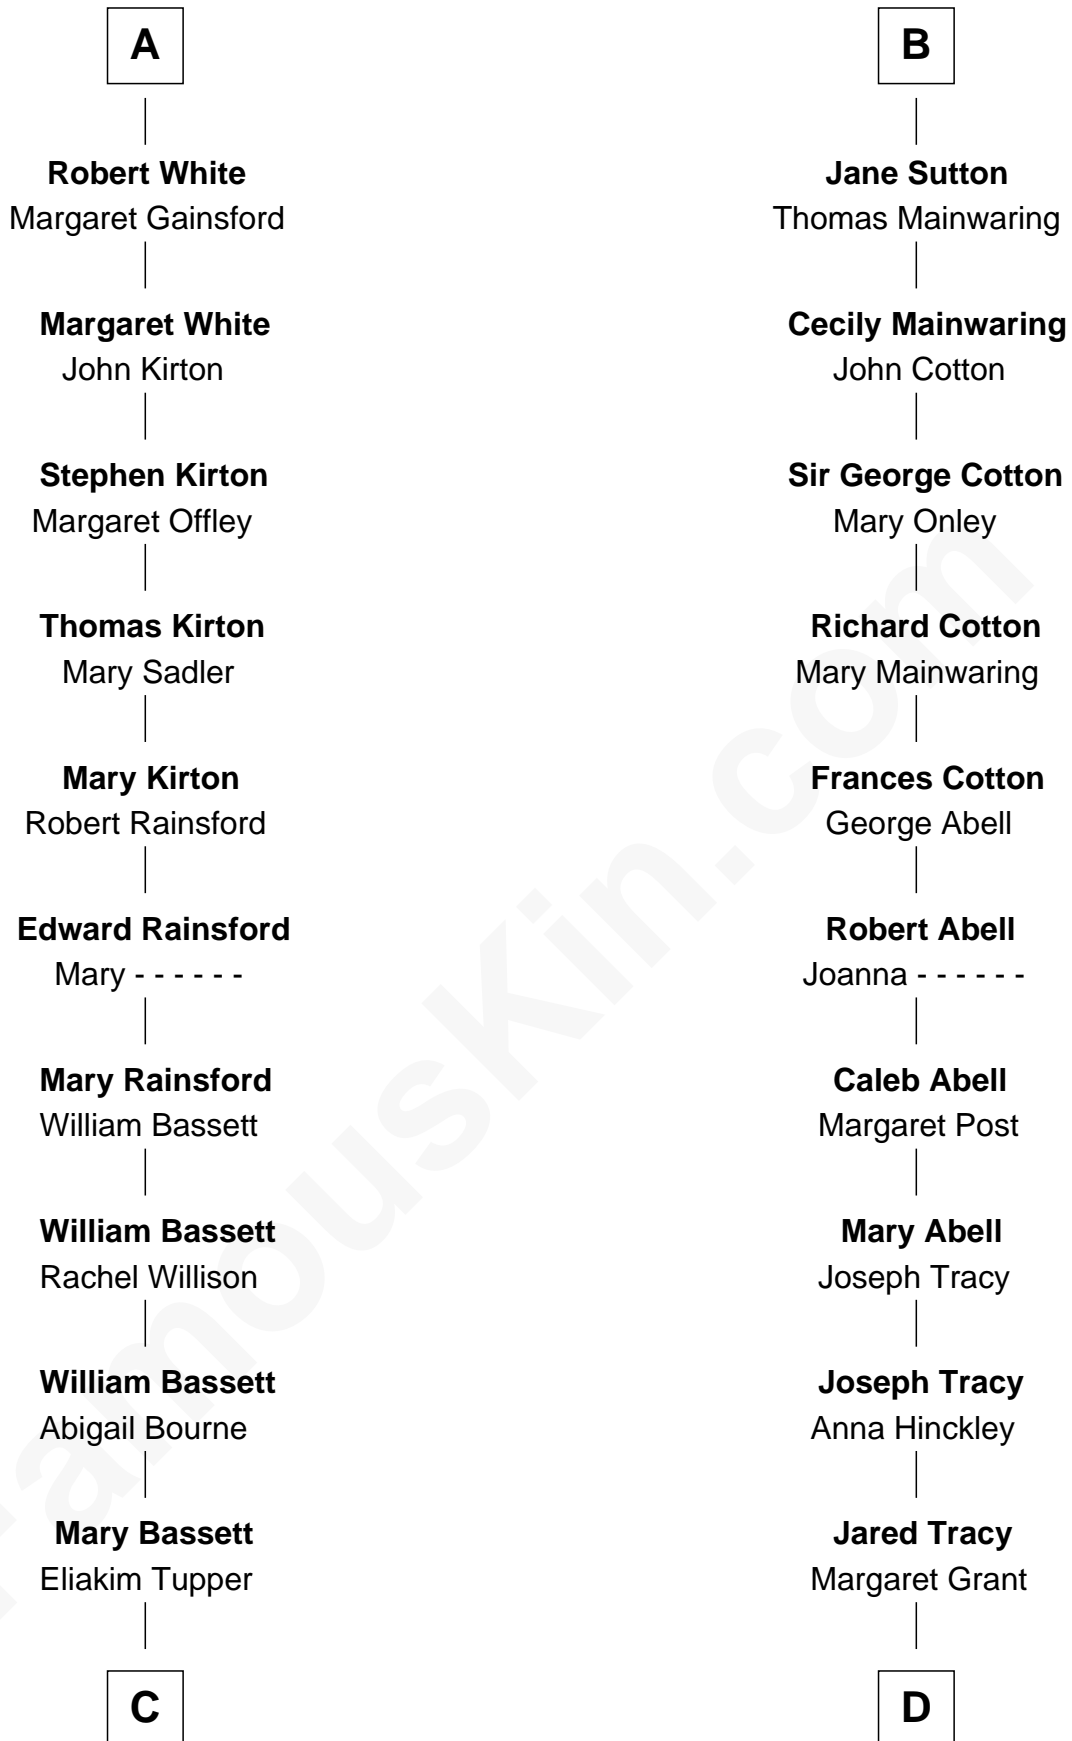 A
Robert White
Margaret Gainsford
Margaret White
John Kirton
Stephen Kirton
Margaret Offley
Thomas Kirton
Mary Sadler
Mary Kirton
Robert Rainsford
Edward Rainsford
Mary - - - - - -
Mary Rainsford
William Bassett
William Bassett
Rachel Willison
William Bassett
Abigail Bourne
Mary Bassett
Eliakim Tupper
C
B
Jane Sutton
Thomas Mainwaring
Cecily Mainwaring
John Cotton
Sir George Cotton
Mary Onley
Richard Cotton
Mary Mainwaring
Frances Cotton
George Abell
Robert Abell
Joanna - - - - - -
Caleb Abell
Margaret Post
Mary Abell
Joseph Tracy
Joseph Tracy
Anna Hinckley
Jared Tracy
Margaret Grant
D
FamousKin.com